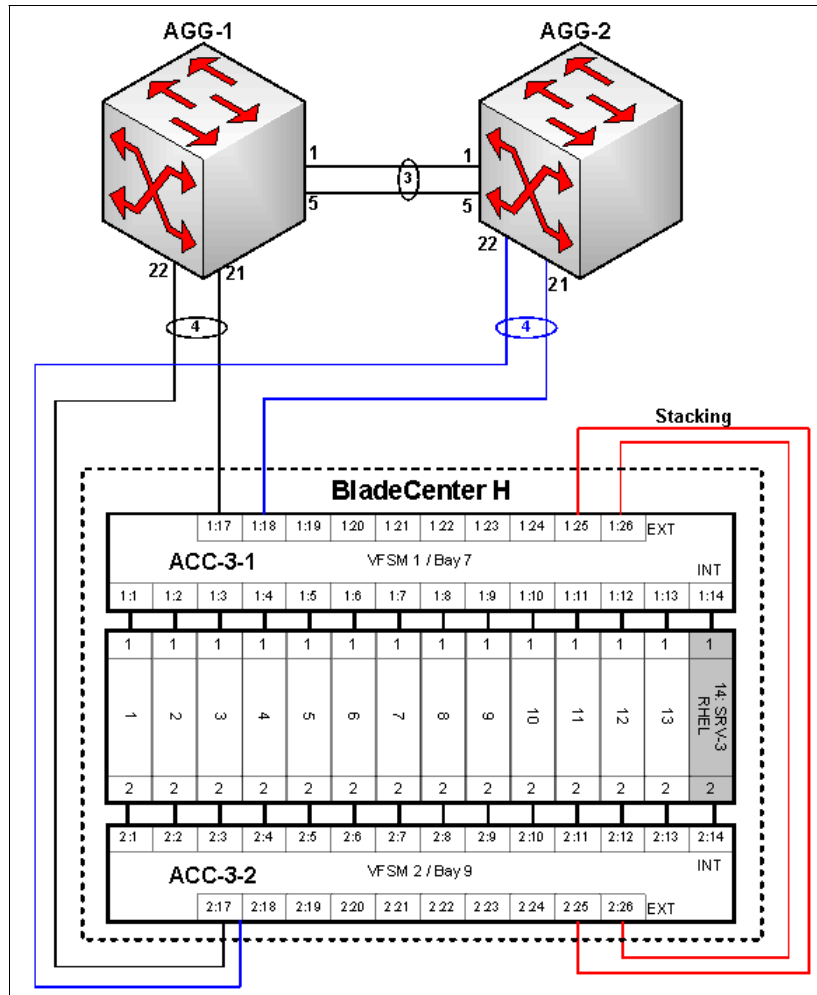 AGG-1 AGG-2
1 1
3
5 5
22 21 22 21
4 4
Stacking
BladeCenter H
1:17 1:18 1:19 1:20 1:21 1:22 1:23 1:24 1:25 1:26 EXT
ACC-3-1 VFSM 1 / Bay 7 INT
1:1 1:2 1:3 1:4 1:5 1:6 1:7 1:8 1:9 1:10 1:11 1:12 1:13 1:14
1 1 1 1 1 1 1 1 1 1 1 1 1 1
1 2 3 4 5 6 7 8 9 10 11 12 13 14: SRV-3
RHEL
2 2 2 2 2 2 2 2 2 2 2 2 2 2
2:1 2:2 2:3 2:4 2:5 2:6 2:7 2:8 2:9 2:10 2:11 2:12 2:13 2:14
ACC-3-2 VFSM 2 / Bay 9 INT
2:17 2:18 2:19 2:20 2:21 2:22 2:23 2:24 2:25 2:26 EXT